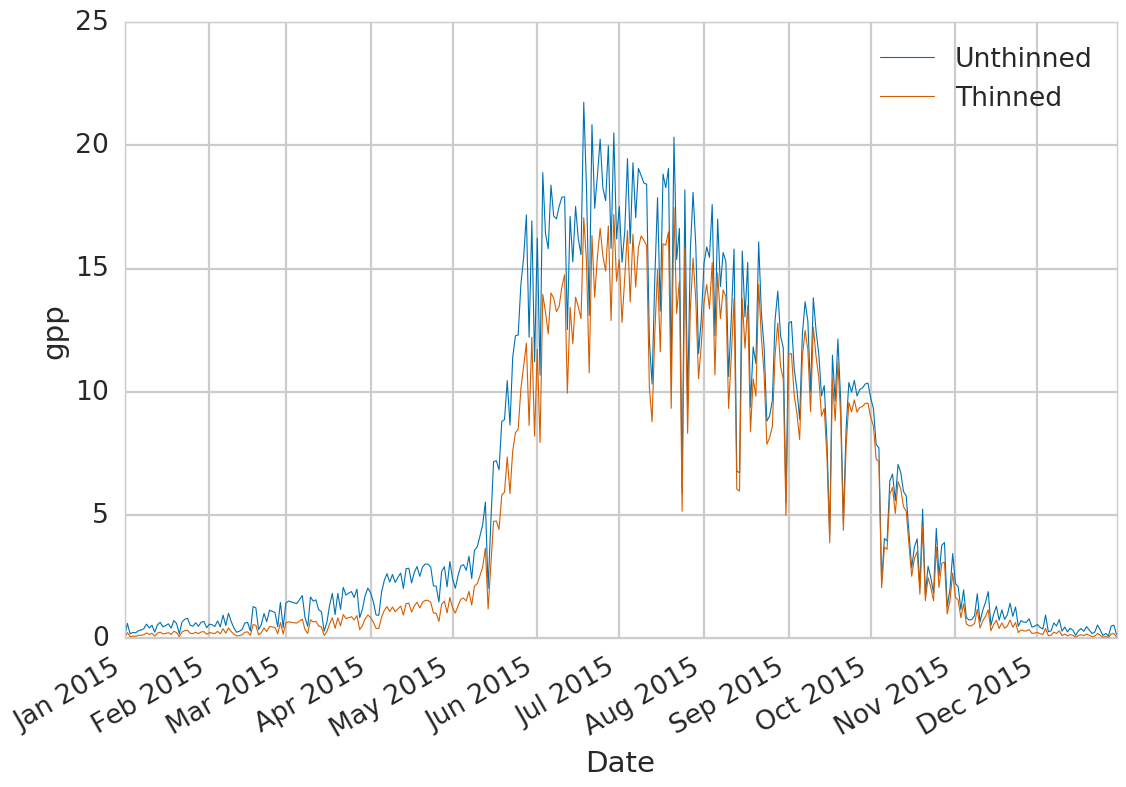 25
20
15
10
5
0
gpp
Unthinned
Thinned
Jan 2015
Feb 2015
Mar 2015
Apr 2015
May 2015
Jun 2015
Jul 2015
Aug 2015
Sep 2015
Oct 2015
Nov 2015
Dec 2015
Date